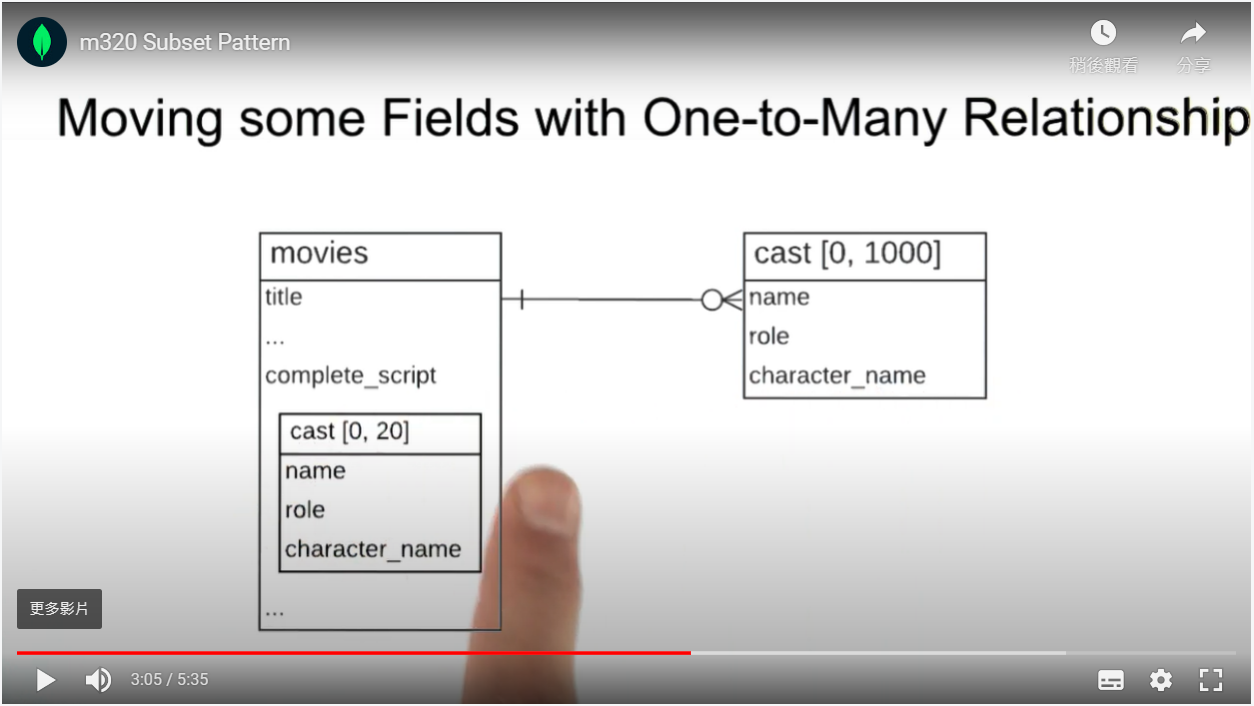 m320 Subset Pattern
稍後觀看
分享
Moving some Fields with One-to-Many Relationship
movies
title
...
complete_script
cast [0, 20]
name
role
character_name
...
cast [0, 1000]
name
role
character_name
更多影片
3:05 / 5:35